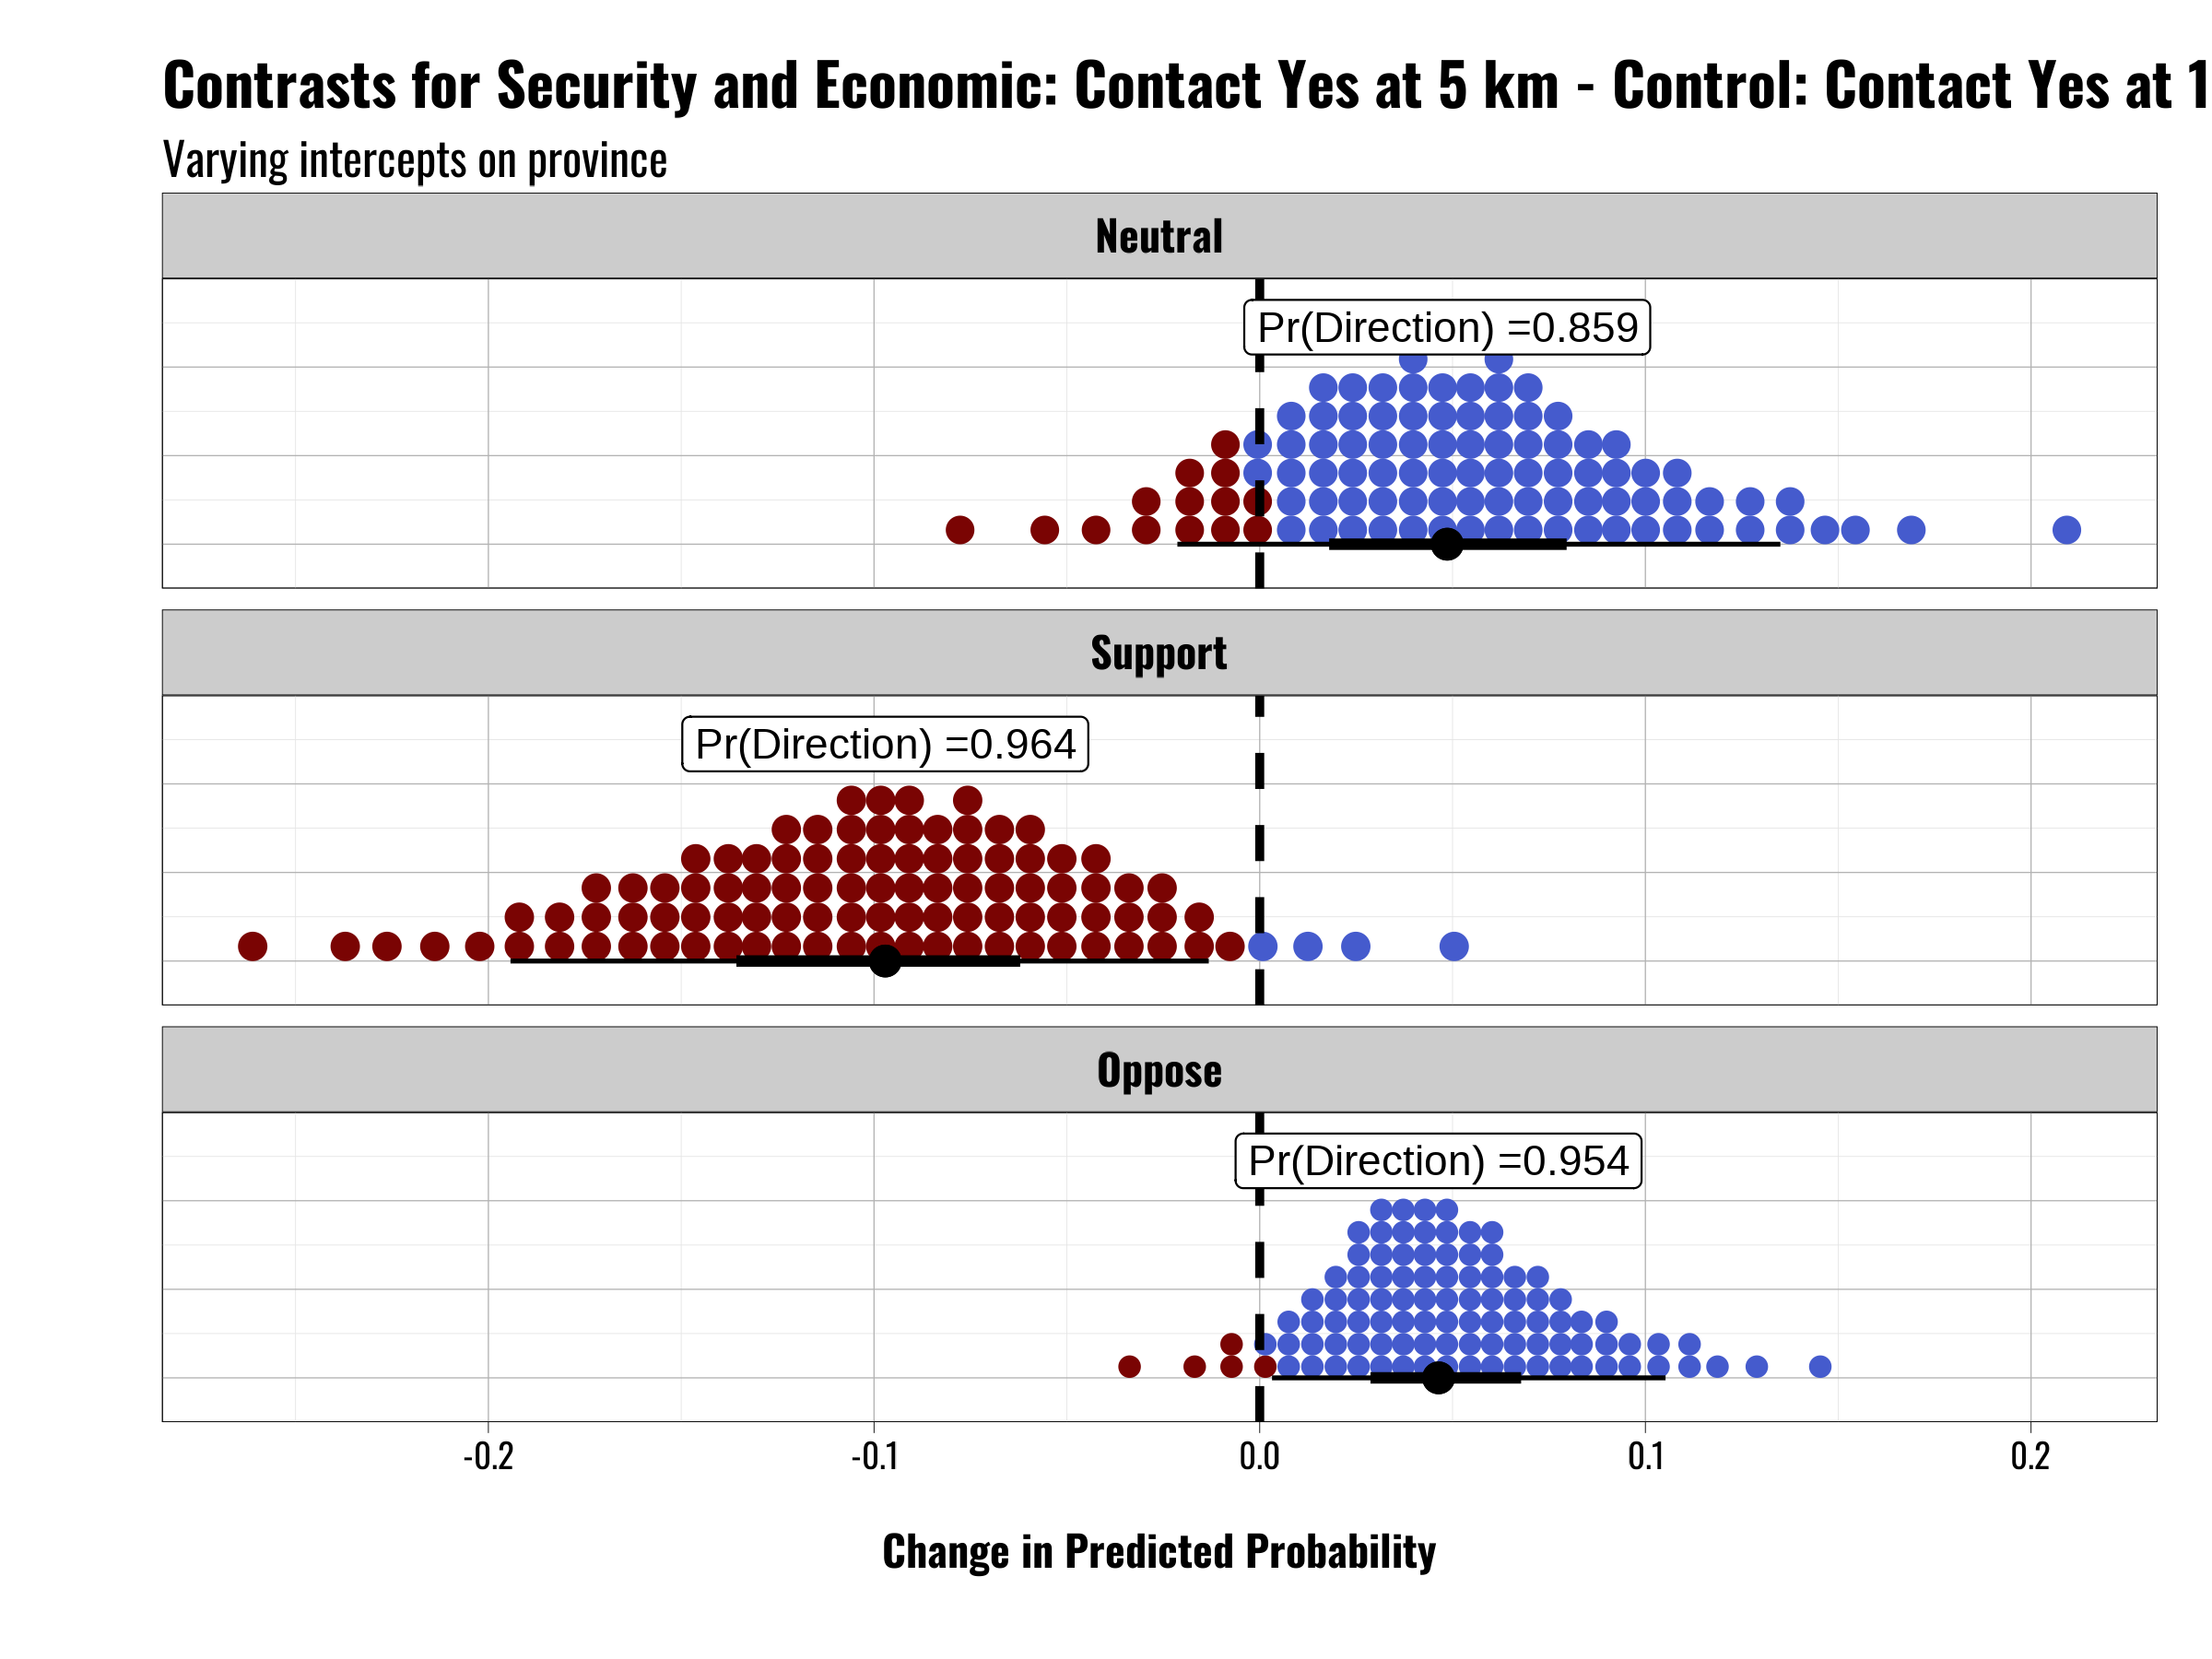 Contrasts for Security and Economic: Contact Yes at 5 km - Control: Contact Yes at 1
Varying intercepts on province
Neutral
Pr(Direction) =0.859
Support
Pr(Direction) =0.964
Oppose
Pr(Direction) =0.954
-0.2 -0.1 0.0 0.1 0.2
Change in Predicted Probability